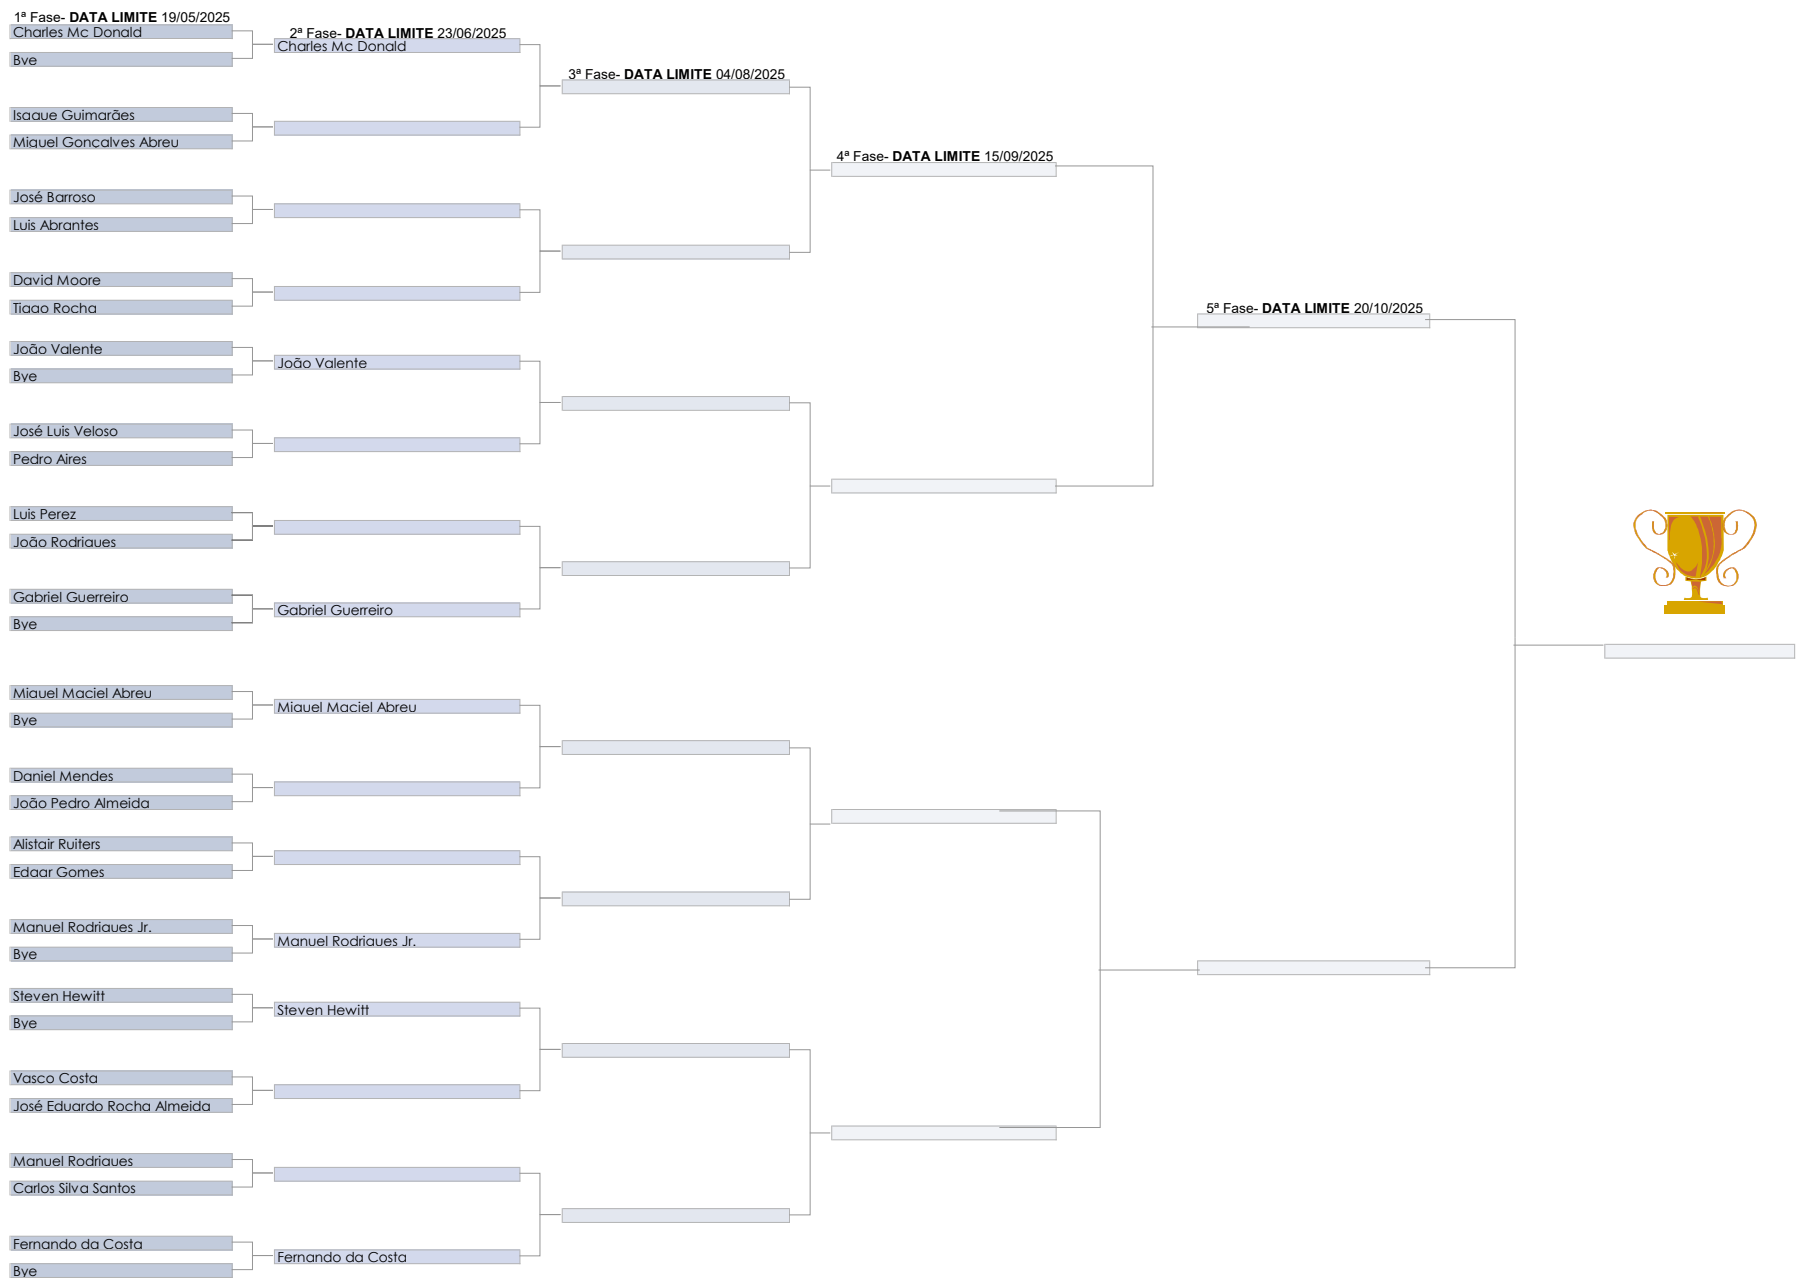 1ª Fase- DATA LIMITE 19/05/2025
Charles Mc Donald
Bye
Isaque Guimarães
Miguel Gonçalves Abreu
José Barroso
Luis Abrantes
David Moore
Tiago Rocha
João Valente
Bye
José Luis Veloso
Pedro Aires
Luis Perez
João Rodrigues
Gabriel Guerreiro
Bye
Miguel Maciel Abreu
Bye
Daniel Mendes
João Pedro Almeida
Alistair Ruiters
Edgar Gomes
Manuel Rodrigues Jr.
Bye
Steven Hewitt
Bye
Vasco Costa
José Eduardo Rocha Almeida
Manuel Rodrigues
Carlos Silva Santos
Fernando da Costa
Bye
2ª Fase- DATA LIMITE 23/06/2025
Charles Mc Donald
João Valente
Gabriel Guerreiro
Miguel Maciel Abreu
Manuel Rodrigues Jr.
Steven Hewitt
Fernando da Costa
3ª Fase- DATA LIMITE 04/08/2025
4ª Fase- DATA LIMITE 15/09/2025
5ª Fase- DATA LIMITE 20/10/2025